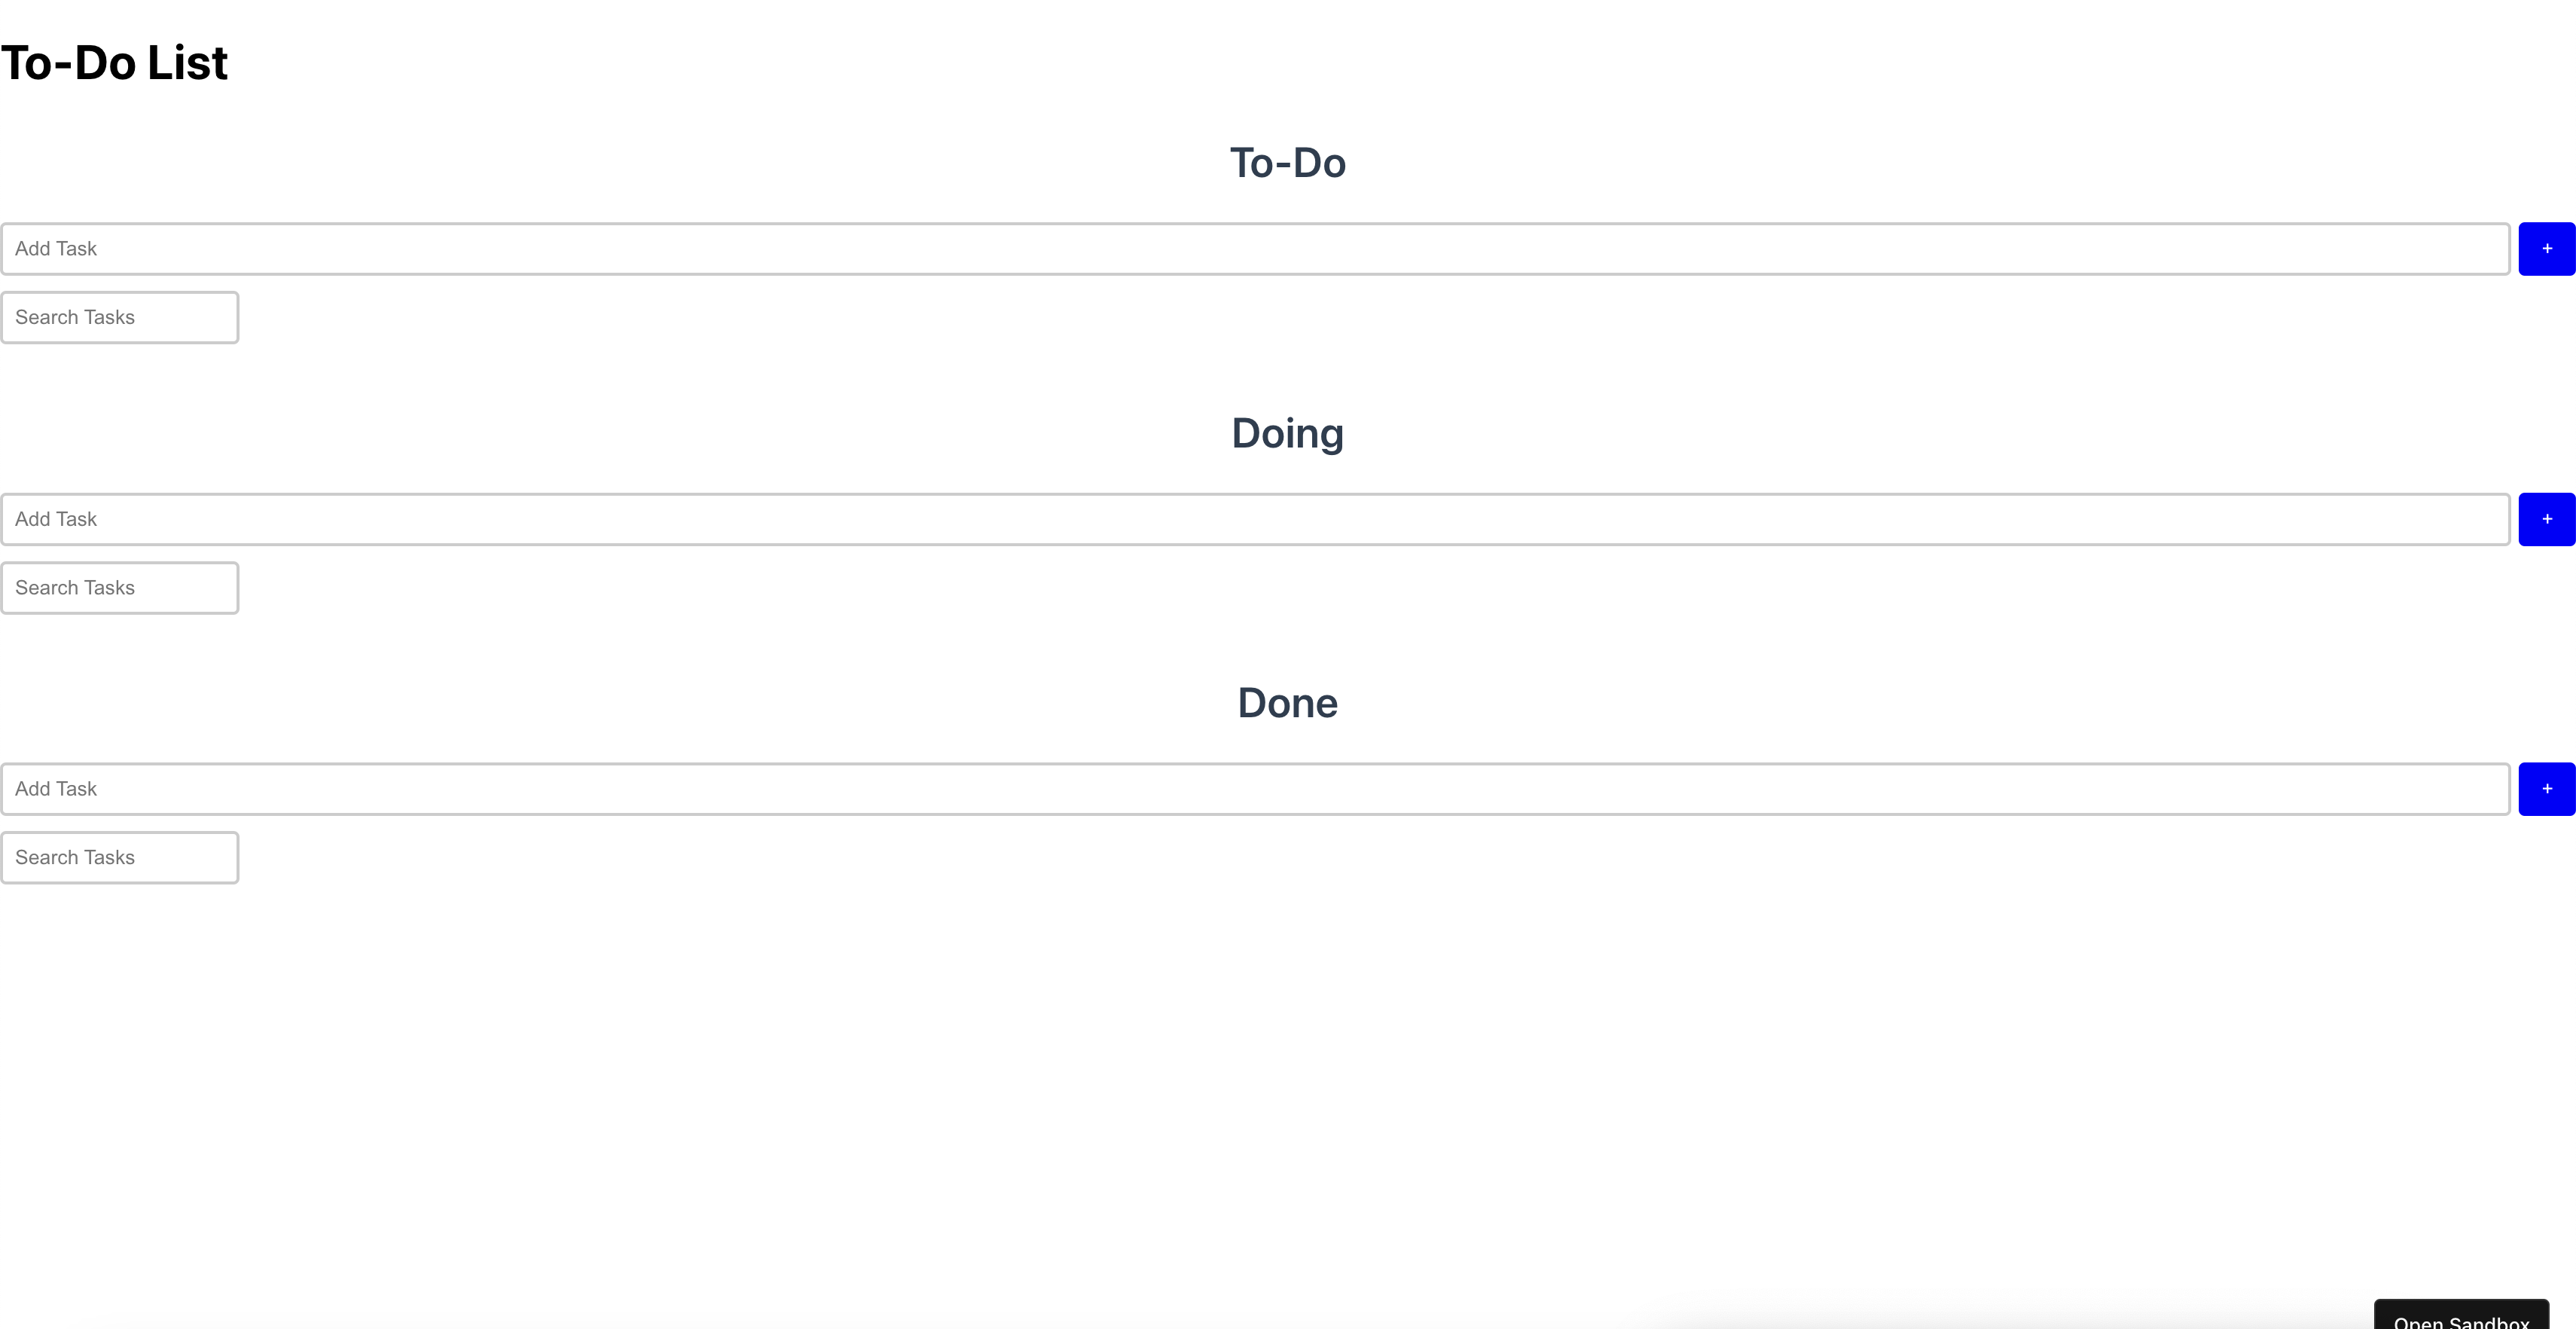 To-Do List
To-Do
Add Task
+
Search Tasks
Doing
Add Task
+
Search Tasks
Done
Add Task
+
Search Tasks
Open Sandbox